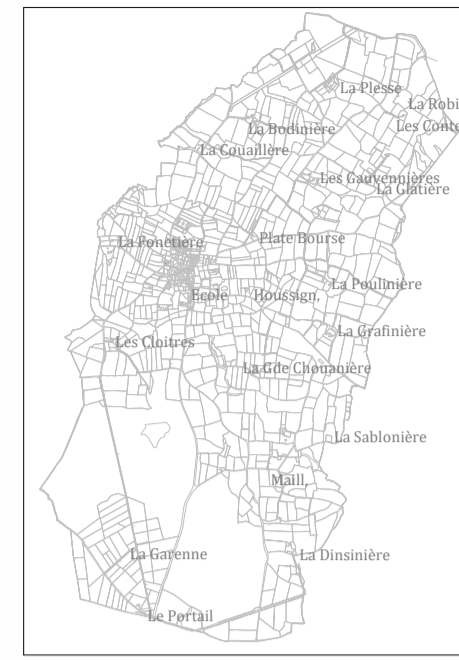 La Plesse
La Robi
Les Conte
La Bodinière
La Couaillère
Les Gauvennières
La Glatière
La Fonetière
Plate Bourse
La Poulinière
Ecole
Houssign,
La Grafinière
Les Cloitres
La Gde Chouanière
La Sablonière
Maill,
La Garenne
La Dinsinière
Le Portail